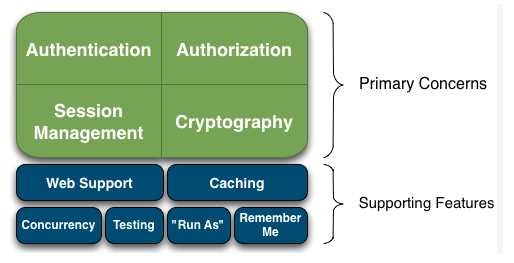 Authentication
Authorization
Primary Concerns
Session
Management
Cryptography
Web Support
Caching
Supporting Features
Concurrency
Testing
"Run As"
Remember
Me